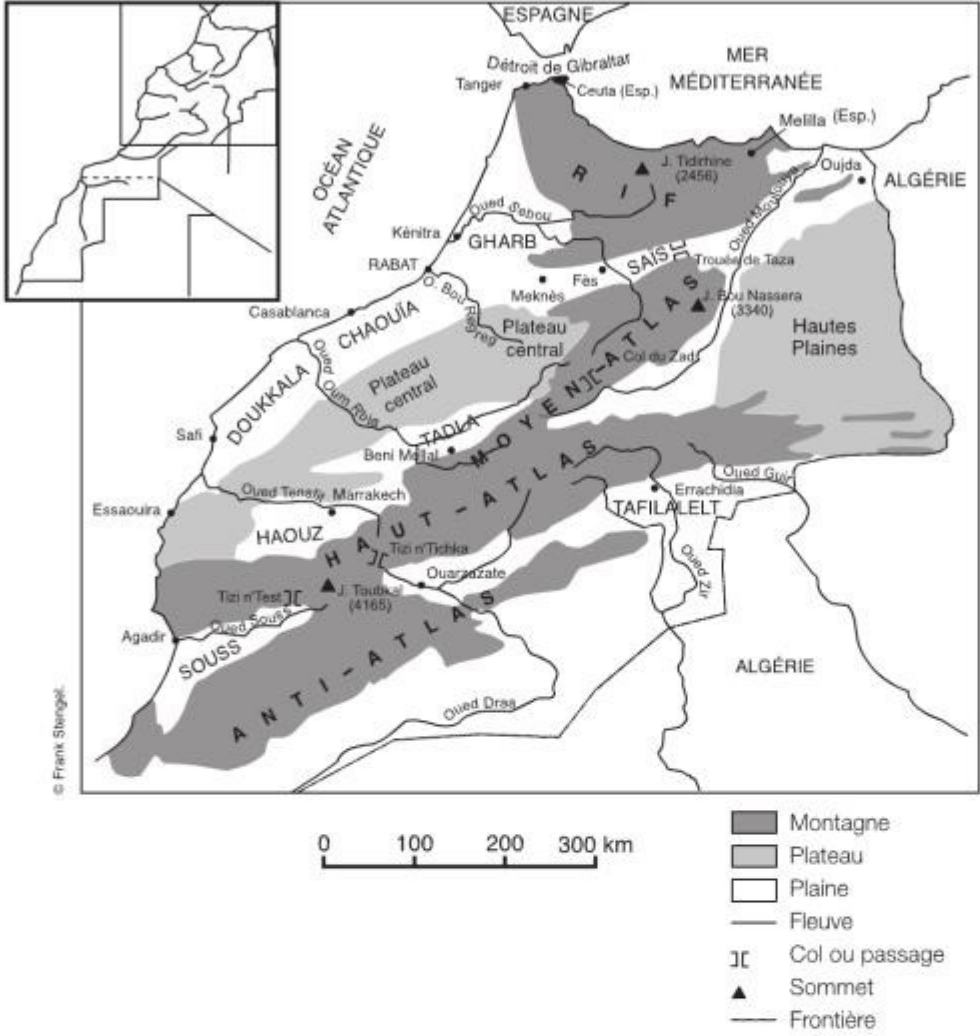 ESPAGNE
Détroit de Gibraltar
MER
MÉDITERRANÉE
Tanger
Ceuta (Esp.)
Melilla (Esp.)
OCÉAN
ATLANTIQUE
RIF
J. Tidirhine
(2456)
Oujda
ALGÉRIE
Oued Moulouya
Oued Sebou
Kénitra
GHARB
SAÏS
Trouée de Taza
RABAT
Fès
Meknès
O. Bou Regreg
J. Bou Nassera
(3340)
Casablanca
CHAOUÏA
Plateau
central
Hautes
Plaines
Col du Zad
Plateau
central
Oued Oum Rbia
DOUKKALA
MOYEN-ATLAS
TADLA
Safi
Beni Mellal
Oued Guir
Oued Tensift
Marrakech
Errachidia
Essaouira
TAFILALELT
HAOUZ
HAUT-ATLAS
Tizi n'Tichka
Oued Zir
Ouarzazate
Tizi n'Test
J. Toubkal
(4165)
Oued Souss
Agadir
SOUSS
ANTI-ATLAS
ALGÉRIE
Oued Draa
© Frank Stengel.
0 100 200 300 km
Montagne
Plateau
Plaine
Fleuve
Col ou passage
Sommet
Frontière